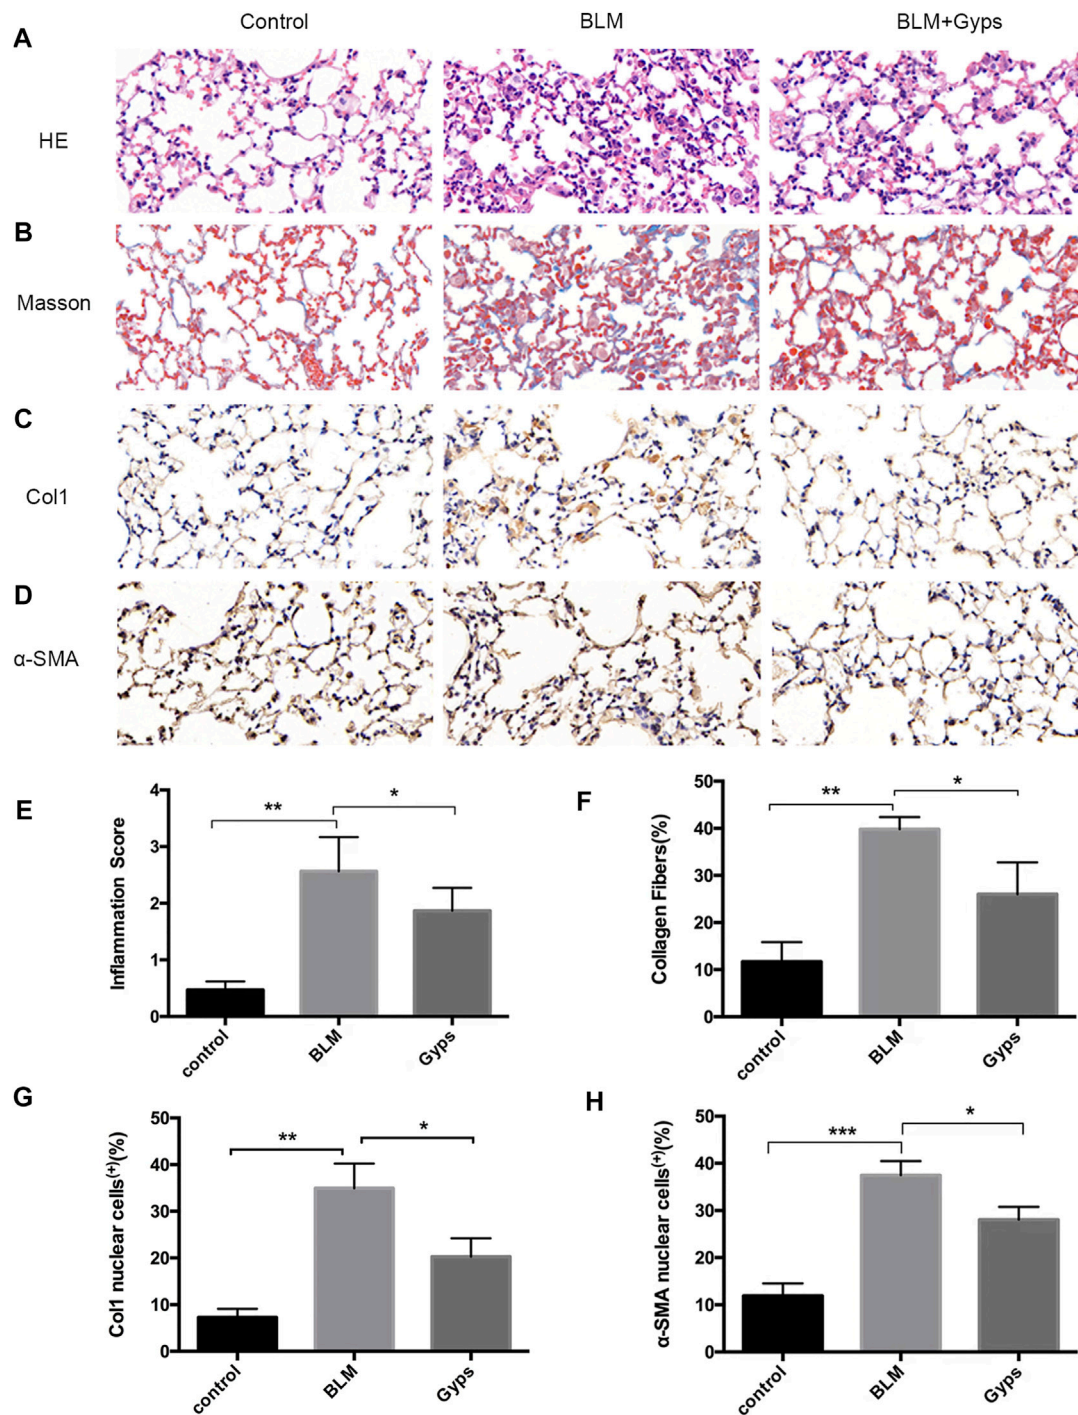 Control BLM BLM+Gyps
A
HE
B
Masson
C
Col1
D
α-SMA
E
Inflammation Score
4
3
2
1
0
** *
control BLM Gyps
F
Collagen Fibers(%)
50
40
30
20
10
0
** *
control BLM Gyps
G
Col1 nuclear cells(+)(%)
50
40
30
20
10
0
** *
control BLM Gyps
H
α-SMA nuclear cells(+)(%)
50
40
30
20
10
0
*** *
control BLM Gyps